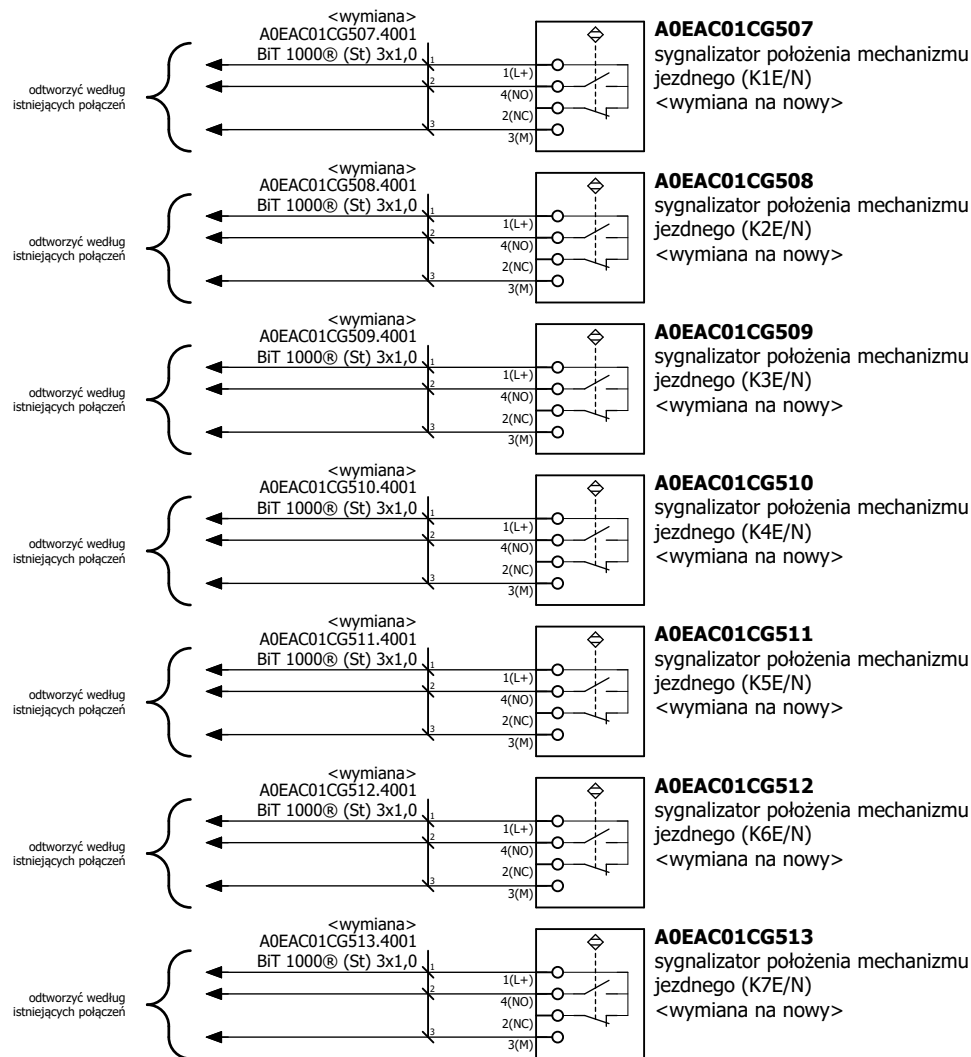 <wymiana>
A0EAC01CG507.4001
BiT 1000® (St) 3x1,0
odtworzyć według
istniejących połączeń
1
2
3
1(L+)
4(NO)
2(NC)
3(M)
A0EAC01CG507
sygnalizator położenia mechanizmu
jezdnego (K1E/N)
<wymiana na nowy>
<wymiana>
A0EAC01CG508.4001
BiT 1000® (St) 3x1,0
odtworzyć według
istniejących połączeń
1
2
3
1(L+)
4(NO)
2(NC)
3(M)
A0EAC01CG508
sygnalizator położenia mechanizmu
jezdnego (K2E/N)
<wymiana na nowy>
<wymiana>
A0EAC01CG509.4001
BiT 1000® (St) 3x1,0
odtworzyć według
istniejących połączeń
1
2
3
1(L+)
4(NO)
2(NC)
3(M)
A0EAC01CG509
sygnalizator położenia mechanizmu
jezdnego (K3E/N)
<wymiana na nowy>
<wymiana>
A0EAC01CG510.4001
BiT 1000® (St) 3x1,0
odtworzyć według
istniejących połączeń
1
2
3
1(L+)
4(NO)
2(NC)
3(M)
A0EAC01CG510
sygnalizator położenia mechanizmu
jezdnego (K4E/N)
<wymiana na nowy>
<wymiana>
A0EAC01CG511.4001
BiT 1000® (St) 3x1,0
odtworzyć według
istniejących połączeń
1
2
3
1(L+)
4(NO)
2(NC)
3(M)
A0EAC01CG511
sygnalizator położenia mechanizmu
jezdnego (K5E/N)
<wymiana na nowy>
<wymiana>
A0EAC01CG512.4001
BiT 1000® (St) 3x1,0
odtworzyć według
istniejących połączeń
1
2
3
1(L+)
4(NO)
2(NC)
3(M)
A0EAC01CG512
sygnalizator położenia mechanizmu
jezdnego (K6E/N)
<wymiana na nowy>
<wymiana>
A0EAC01CG513.4001
BiT 1000® (St) 3x1,0
odtworzyć według
istniejących połączeń
1
2
3
1(L+)
4(NO)
2(NC)
3(M)
A0EAC01CG513
sygnalizator położenia mechanizmu
jezdnego (K7E/N)
<wymiana na nowy>